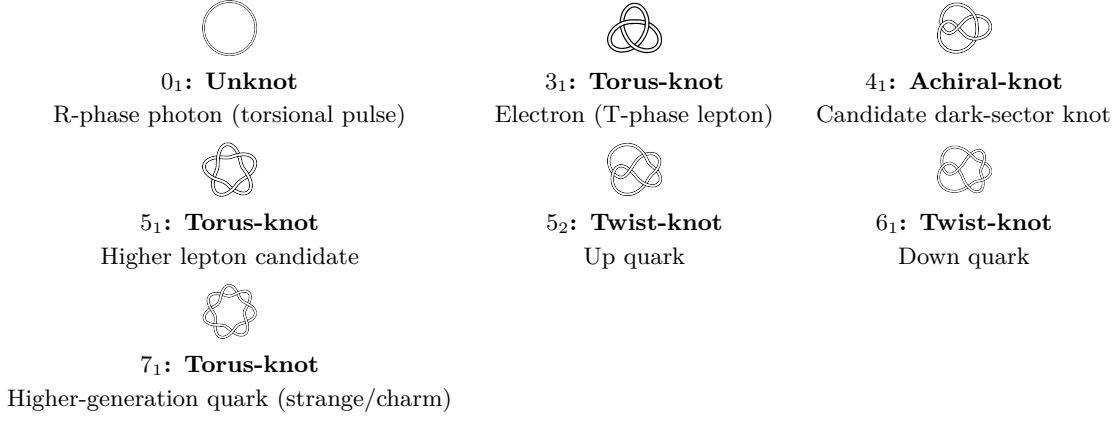 0₁: Unknot
R-phase photon (torsional pulse)
3₁: Torus-knot
Electron (T-phase lepton)
4₁: Achiral-knot
Candidate dark-sector knot
5₁: Torus-knot
Higher lepton candidate
5₂: Twist-knot
Up quark
6₁: Twist-knot
Down quark
7₁: Torus-knot
Higher-generation quark (strange/charm)